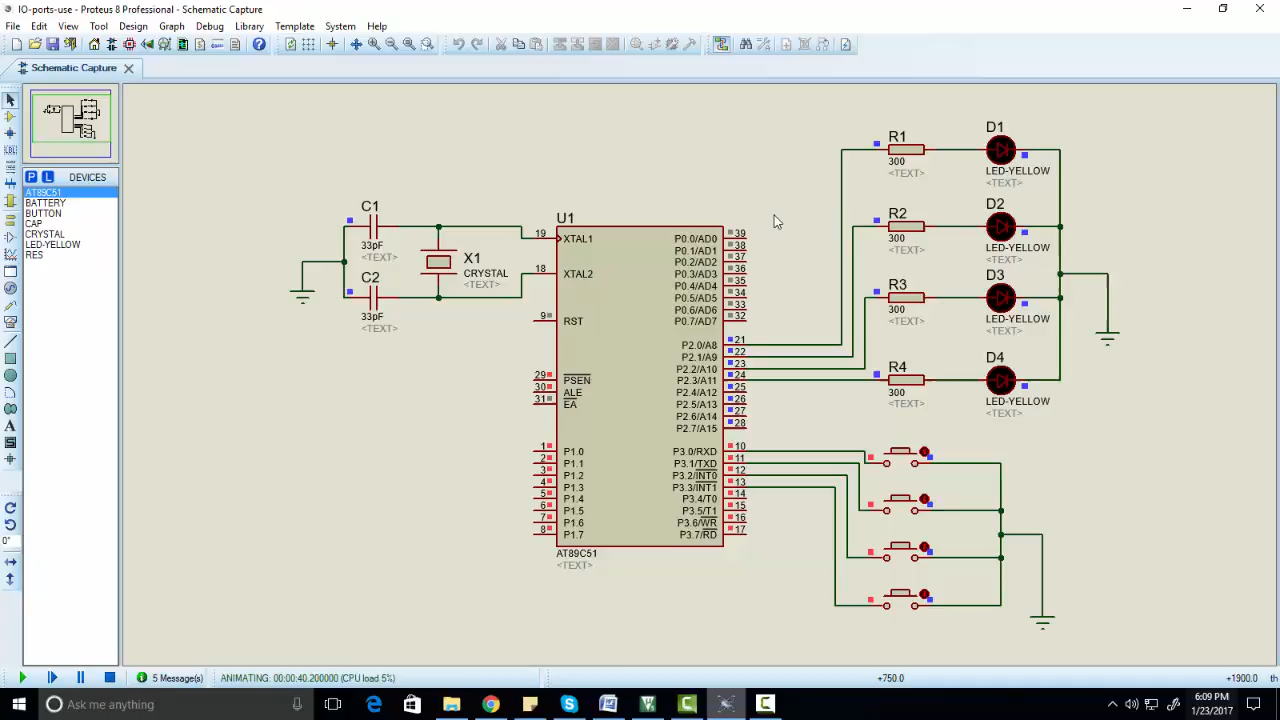 IO-ports-use - Proteus 8 Professional - Schematic Capture
File Edit View Tool Design Graph Debug Library Template System Help
Schematic Capture
P L DEVICES
AT89C51
BATTERY
BUTTON
CAP
CRYSTAL
LED-YELLOW
RES
LBL
A
0°
C1
33pF
<TEXT>
C2
33pF
<TEXT>
X1
CRYSTAL
<TEXT>
U1
19 XTAL1
18 XTAL2
9 RST
29 PSEN
30 ALE
31 EA
1 P1.0
2 P1.1
3 P1.2
4 P1.3
5 P1.4
6 P1.5
7 P1.6
8 P1.7
P0.0/AD0 39
P0.1/AD1 38
P0.2/AD2 37
P0.3/AD3 36
P0.4/AD4 35
P0.5/AD5 34
P0.6/AD6 33
P0.7/AD7 32
P2.0/A8 21
P2.1/A9 22
P2.2/A10 23
P2.3/A11 24
P2.4/A12 25
P2.5/A13 26
P2.6/A14 27
P2.7/A15 28
P3.0/RXD 10
P3.1/TXD 11
P3.2/INT0 12
P3.3/INT1 13
P3.4/T0 14
P3.5/T1 15
P3.6/WR 16
P3.7/RD 17
AT89C51
<TEXT>
R1
300
<TEXT>
D1
LED-YELLOW
<TEXT>
R2
300
<TEXT>
D2
LED-YELLOW
<TEXT>
R3
300
<TEXT>
D3
LED-YELLOW
<TEXT>
R4
300
<TEXT>
D4
LED-YELLOW
<TEXT>
5 Message(s) ANIMATING: 00:00:40.200000 (CPU load 5%) +750.0 +1900.0 th
Ask me anything
6:09 PM
1/23/2017